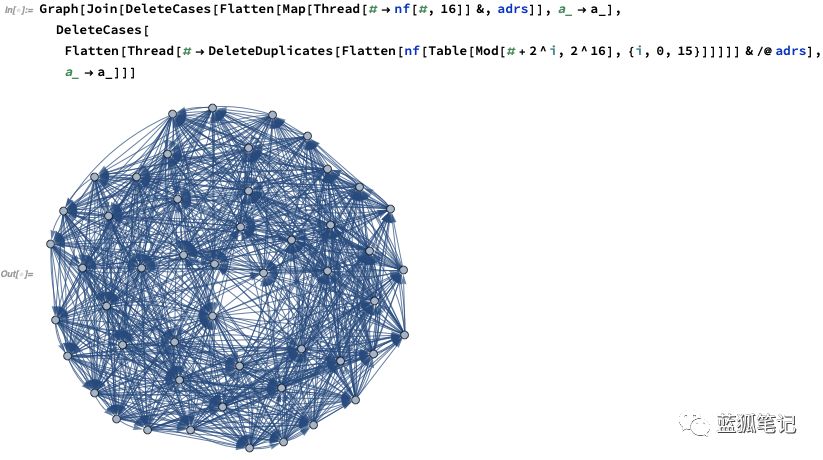 In[•]:= Graph[Join[DeleteCases[Flatten[Map[Thread[# → nf[#, 16]] &, adrs]], a_ → a_],
DeleteCases[
Flatten[Thread[# → DeleteDuplicates[Flatten[nf[Table[Mod[# + 2^i, 2^16], {i, 0, 15}]]]]]] & /@ adrs],
a_ → a_]]]
Out[•]=
蓝狐笔记